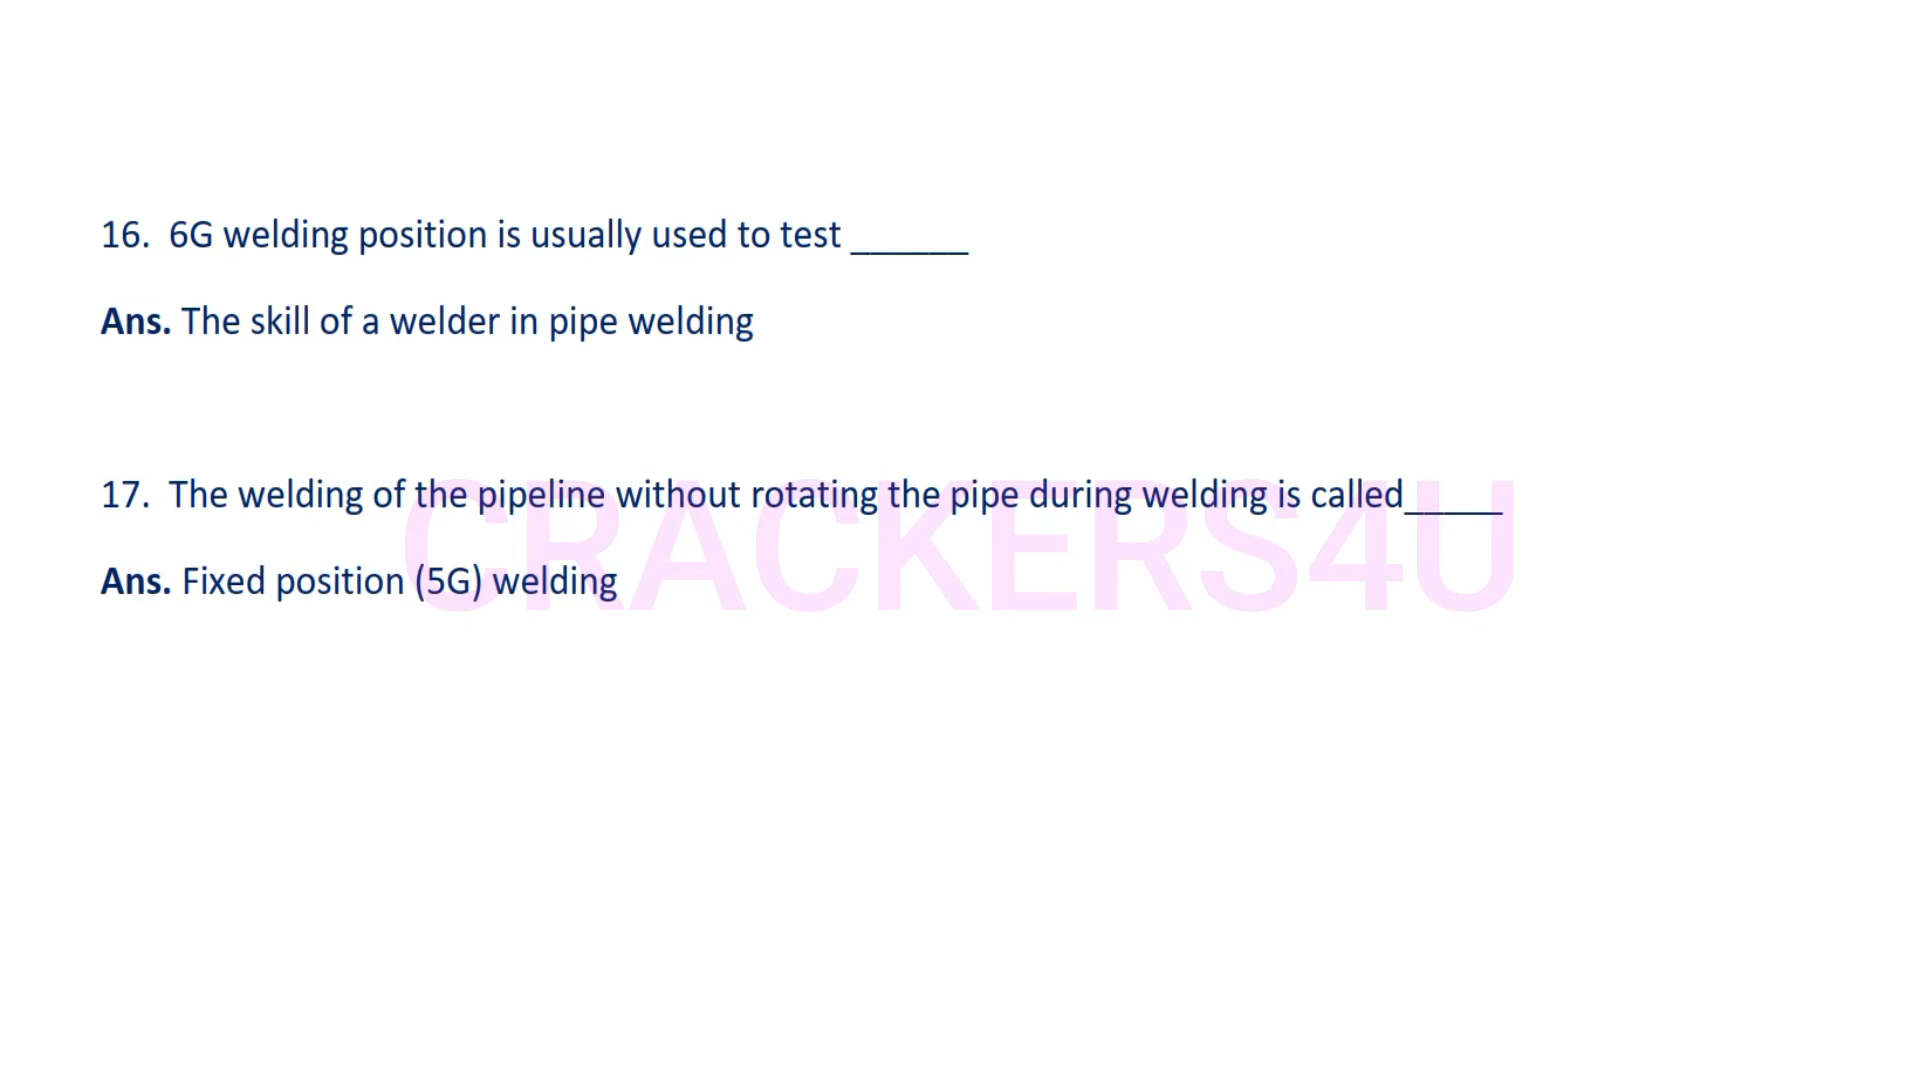 16.  6G welding position is usually used to test ______
Ans. The skill of a welder in pipe welding
17.  The welding of the pipeline without rotating the pipe during welding is called_____
Ans. Fixed position (5G) welding
CRACKERS4U